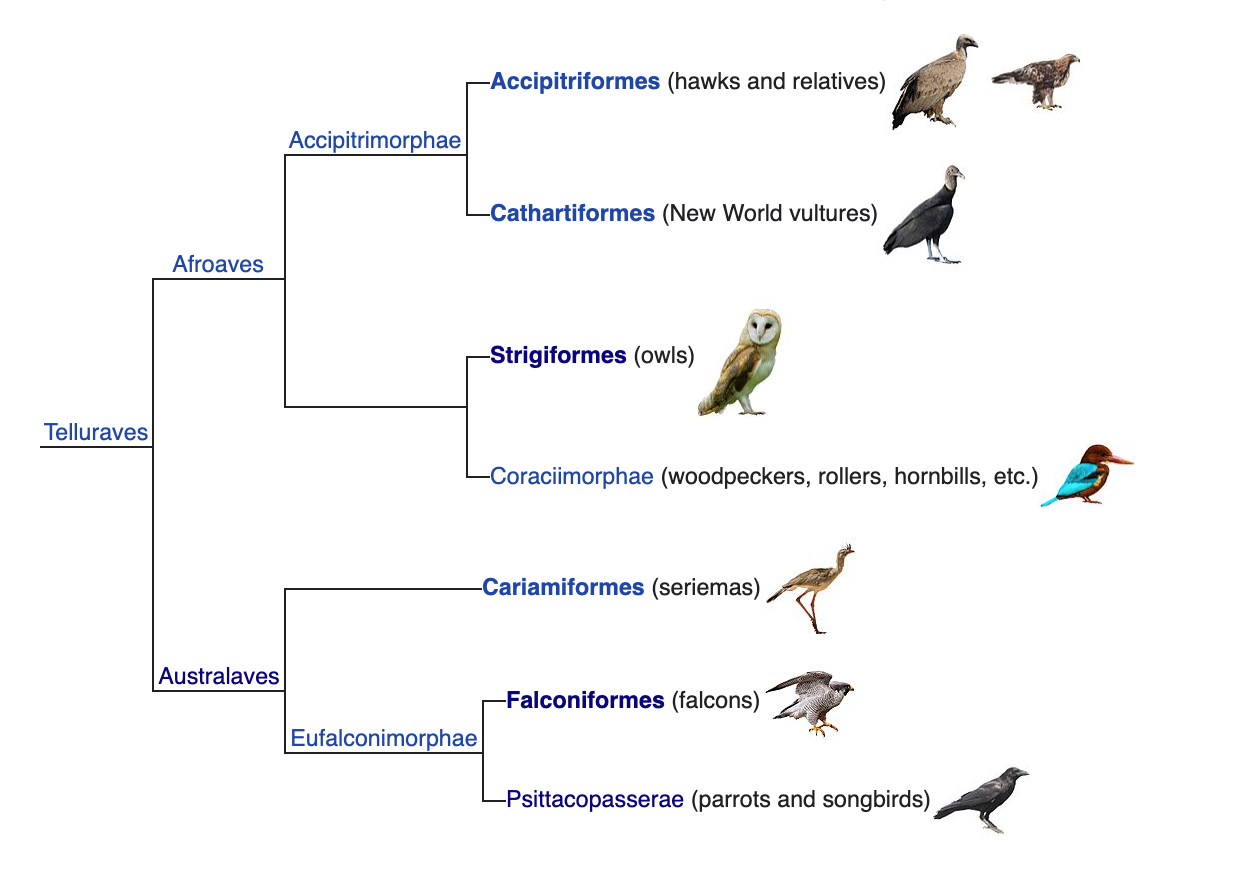 Accipitriformes (hawks and relatives)
Accipitrimorphae
Cathartiformes (New World vultures)
Afroaves
Strigiformes (owls)
Telluraves
Coraciimorphae (woodpeckers, rollers, hornbills, etc.)
Cariamiformes (seriemas)
Australaves
Falconiformes (falcons)
Eufalconimorphae
Psittacopasserae (parrots and songbirds)